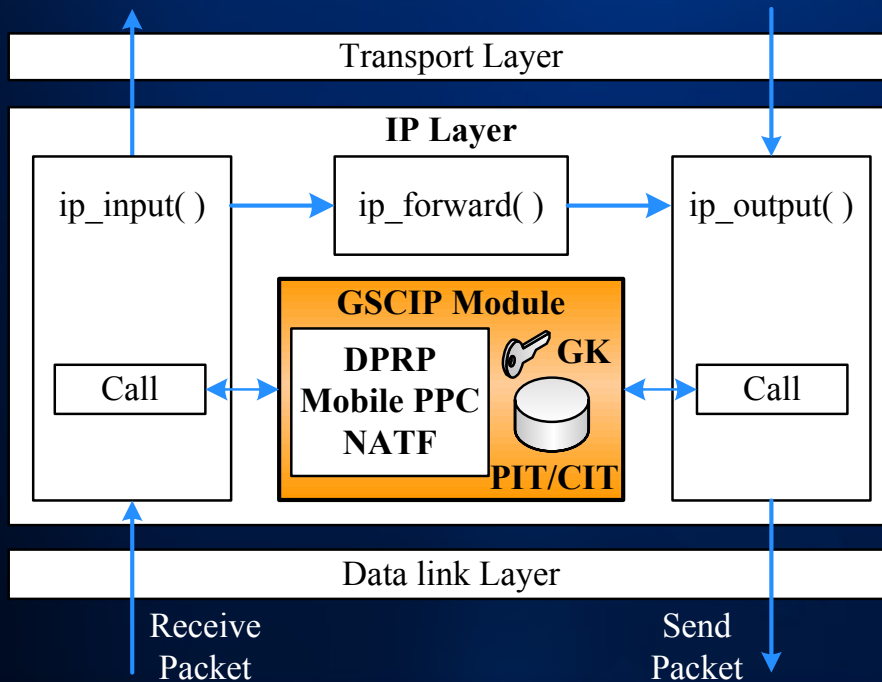 Transport Layer
IP Layer
ip_input( )
ip_forward( )
ip_output( )
GSCIP Module
DPRP
Mobile PPC
NATF
GK
PIT/CIT
Call
Call
Data link Layer
Receive
Packet
Send
Packet